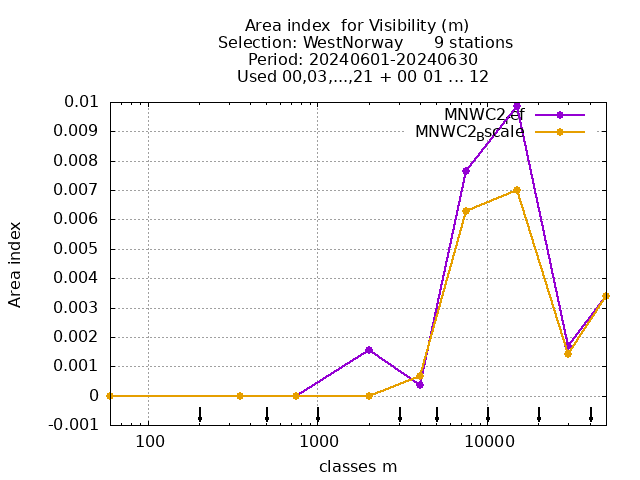 Area index  for Visibility (m)
Selection: WestNorway      9 stations
Period: 20240601-20240630
Used 00,03,...,21 + 00 01 ... 12
0.01
0.009
0.008
0.007
0.006
0.005
0.004
0.003
0.002
0.001
0
-0.001
Area index
MNWC2
MNWC2Bscale
100
1000
10000
classes m